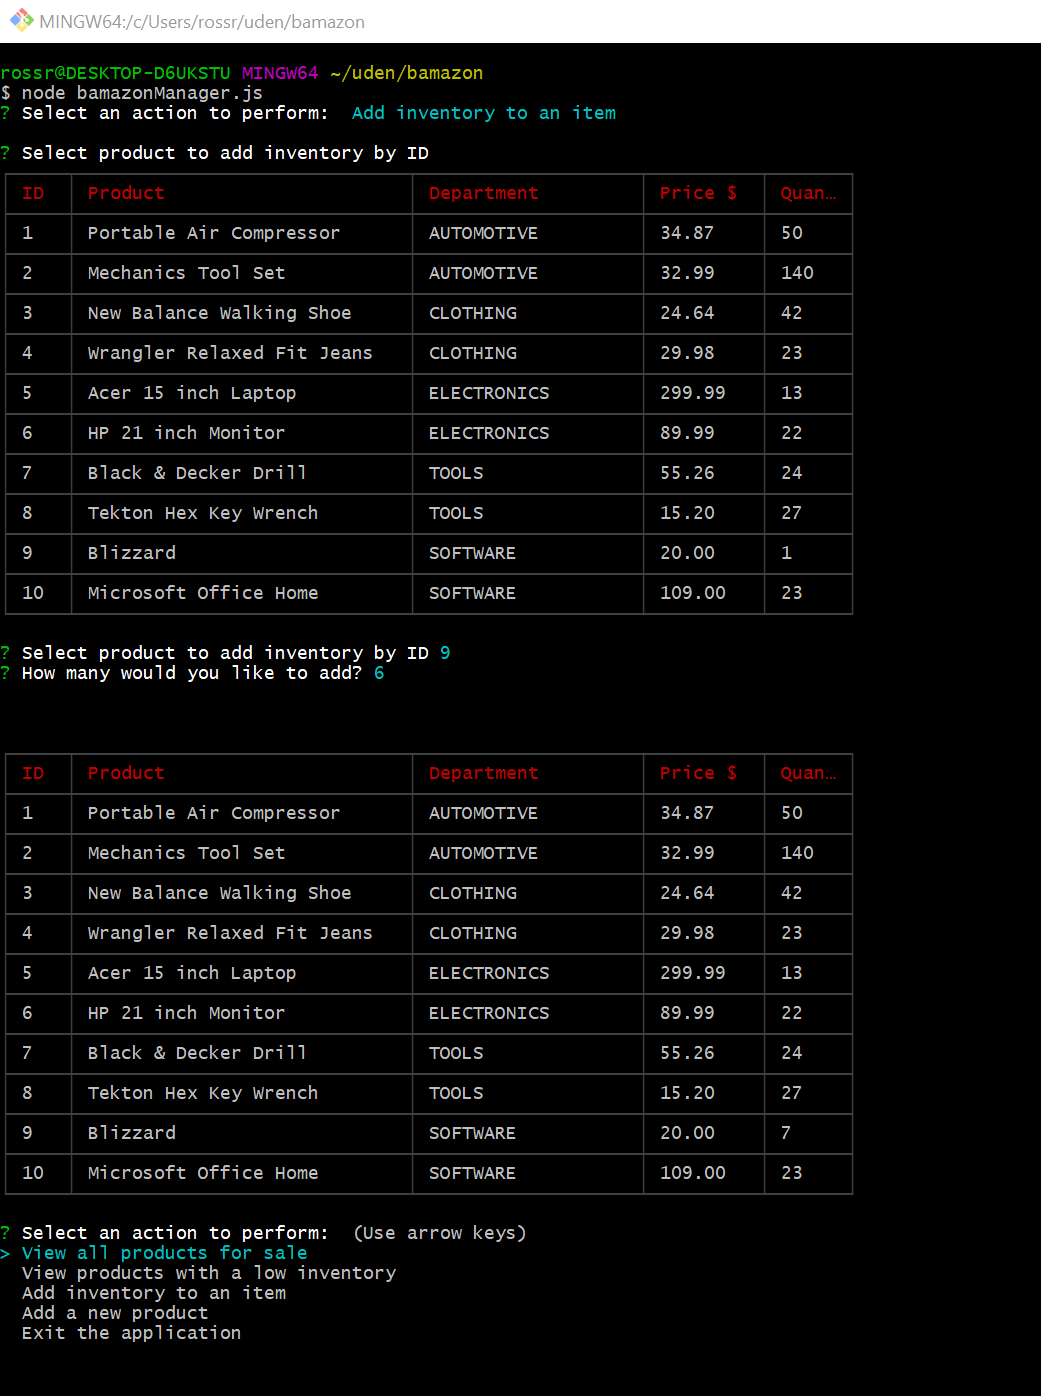 MINGW64:/c/Users/rossr/uden/bamazon
rossr@DESKTOP-D6UKSTU MINGW64 ~/uden/bamazon
$ node bamazonManager.js
? Select an action to perform: Add inventory to an item
? Select product to add inventory by ID
ID Product Department Price $ Quan…
1 Portable Air Compressor AUTOMOTIVE 34.87 50
2 Mechanics Tool Set AUTOMOTIVE 32.99 140
3 New Balance Walking Shoe CLOTHING 24.64 42
4 Wrangler Relaxed Fit Jeans CLOTHING 29.98 23
5 Acer 15 inch Laptop ELECTRONICS 299.99 13
6 HP 21 inch Monitor ELECTRONICS 89.99 22
7 Black & Decker Drill TOOLS 55.26 24
8 Tekton Hex Key Wrench TOOLS 15.20 27
9 Blizzard SOFTWARE 20.00 1
10 Microsoft Office Home SOFTWARE 109.00 23
? Select product to add inventory by ID 9
? How many would you like to add? 6
ID Product Department Price $ Quan…
1 Portable Air Compressor AUTOMOTIVE 34.87 50
2 Mechanics Tool Set AUTOMOTIVE 32.99 140
3 New Balance Walking Shoe CLOTHING 24.64 42
4 Wrangler Relaxed Fit Jeans CLOTHING 29.98 23
5 Acer 15 inch Laptop ELECTRONICS 299.99 13
6 HP 21 inch Monitor ELECTRONICS 89.99 22
7 Black & Decker Drill TOOLS 55.26 24
8 Tekton Hex Key Wrench TOOLS 15.20 27
9 Blizzard SOFTWARE 20.00 7
10 Microsoft Office Home SOFTWARE 109.00 23
? Select an action to perform: (Use arrow keys)
> View all products for sale
View products with a low inventory
Add inventory to an item
Add a new product
Exit the application